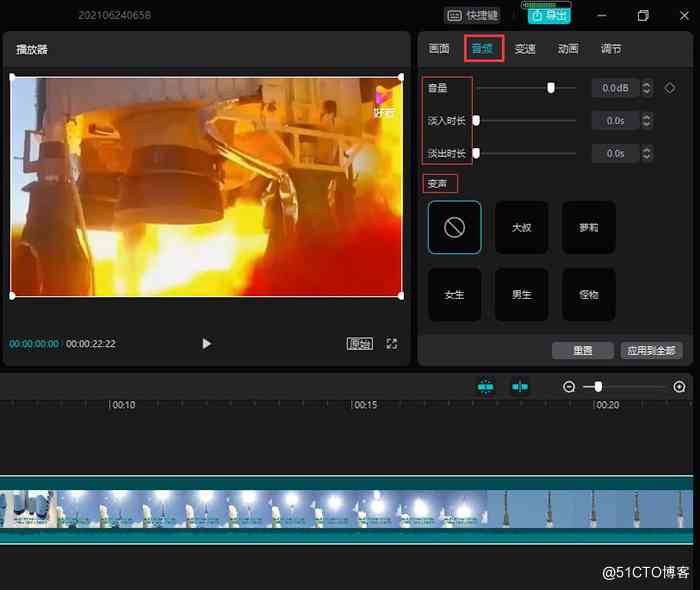 202106240658
快捷键
导出
播放器
好看
00:00:00:00
00:00:22:22
原始
画面 音频 变速 动画 调节
音量 0.0dB
淡入时长 0.0s
淡出时长 0.0s
变声
大叔 萝莉
女生 男生 怪物
重置 应用到全部
00:10 00:15 00:20
@51CTO博客